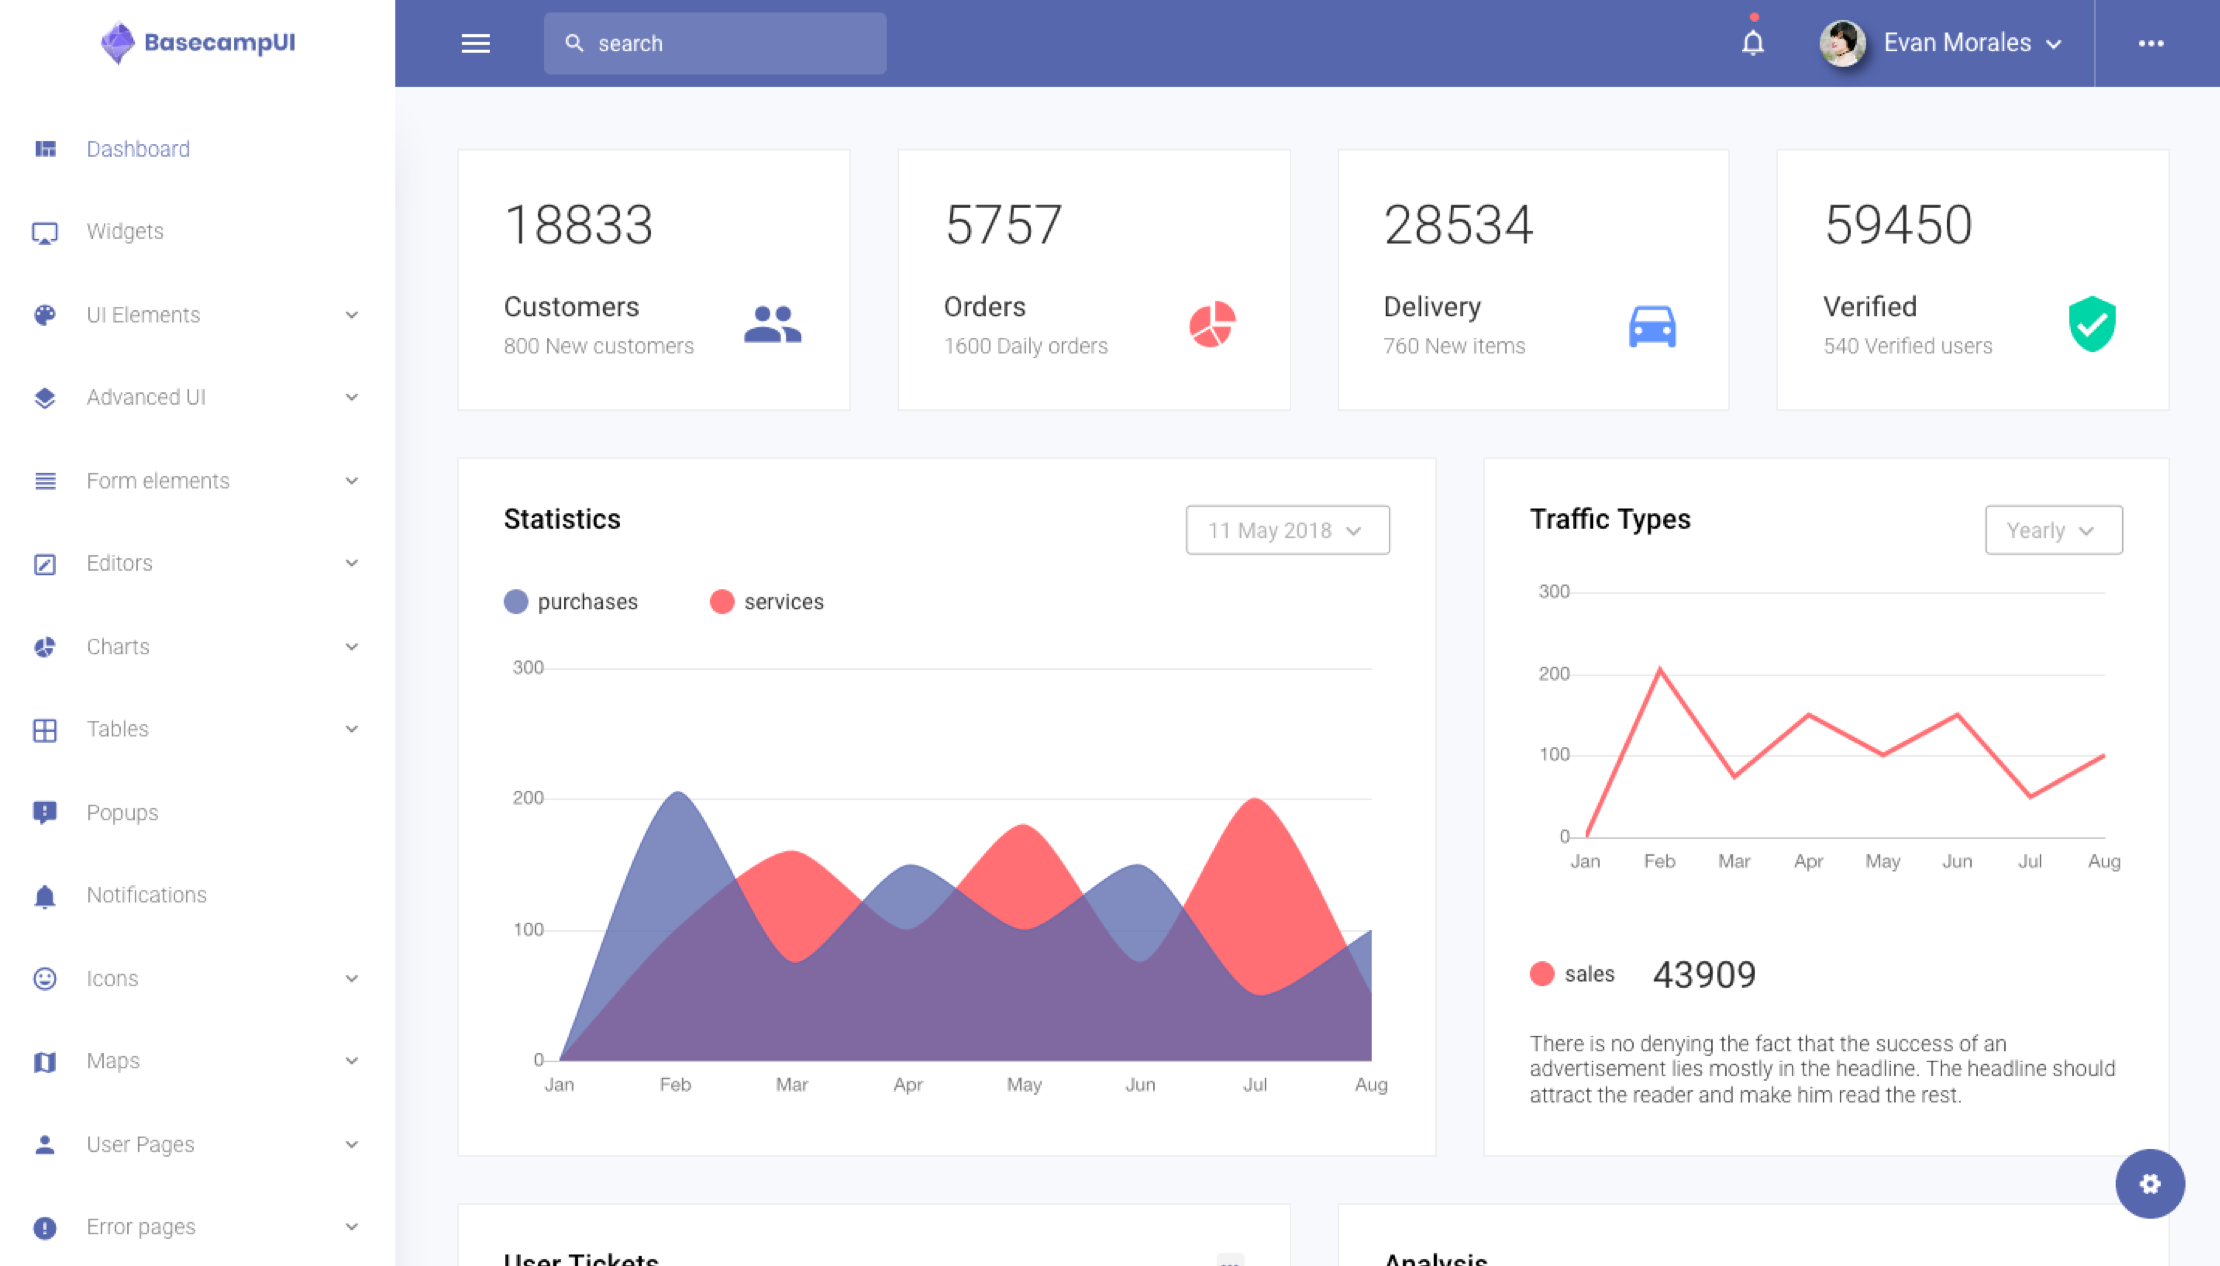 BasecampUI
search
Evan Morales
Dashboard
Widgets
UI Elements
Advanced UI
Form elements
Editors
Charts
Tables
Popups
Notifications
Icons
Maps
User Pages
Error pages
18833
Customers
800 New customers
5757
Orders
1600 Daily orders
28534
Delivery
760 New items
59450
Verified
540 Verified users
Statistics
11 May 2018
purchases services
300
200
100
0
Jan Feb Mar Apr May Jun Jul Aug
Traffic Types
Yearly
300
200
100
0
Jan Feb Mar Apr May Jun Jul Aug
sales 43909
There is no denying the fact that the success of an
advertisement lies mostly in the headline. The headline should
attract the reader and make him read the rest.
User Tickets
Analysis